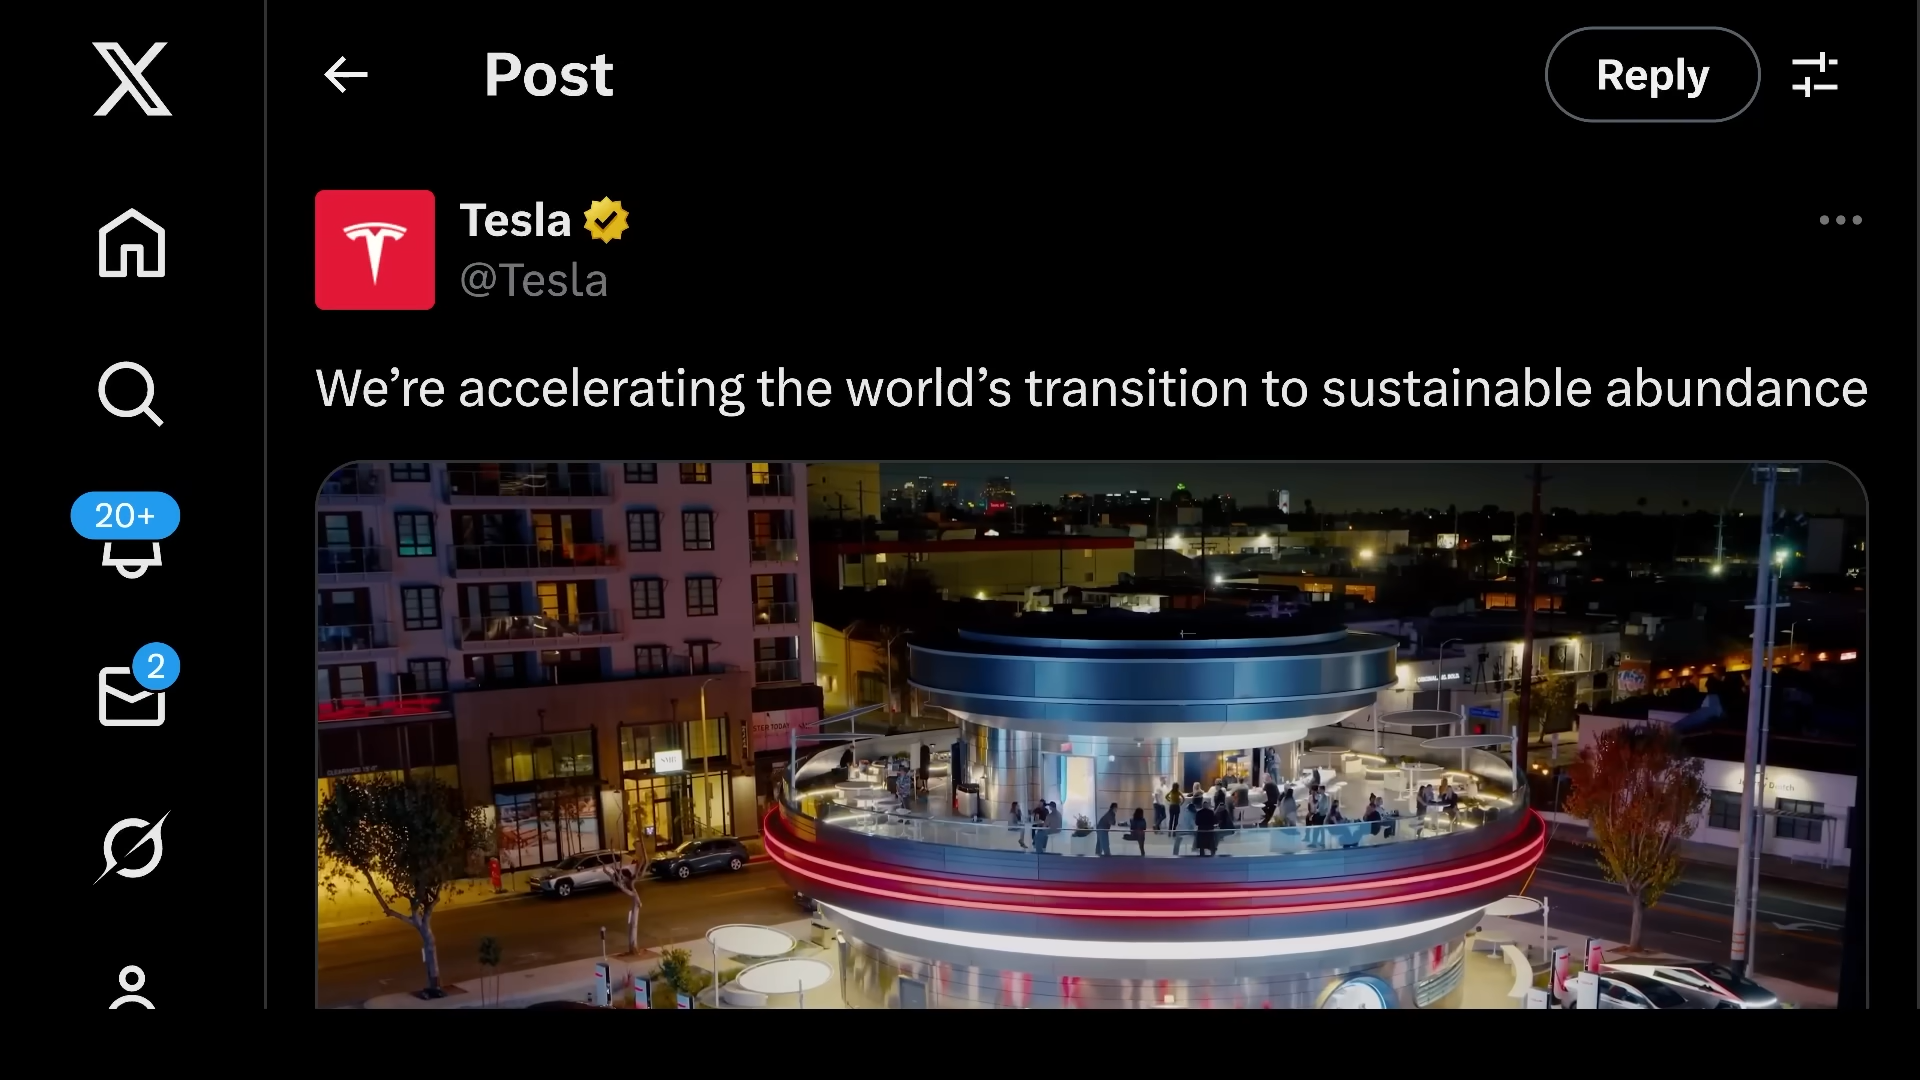 Post
Reply
Tesla
@Tesla
We’re accelerating the world’s transition to sustainable abundance
20+
2